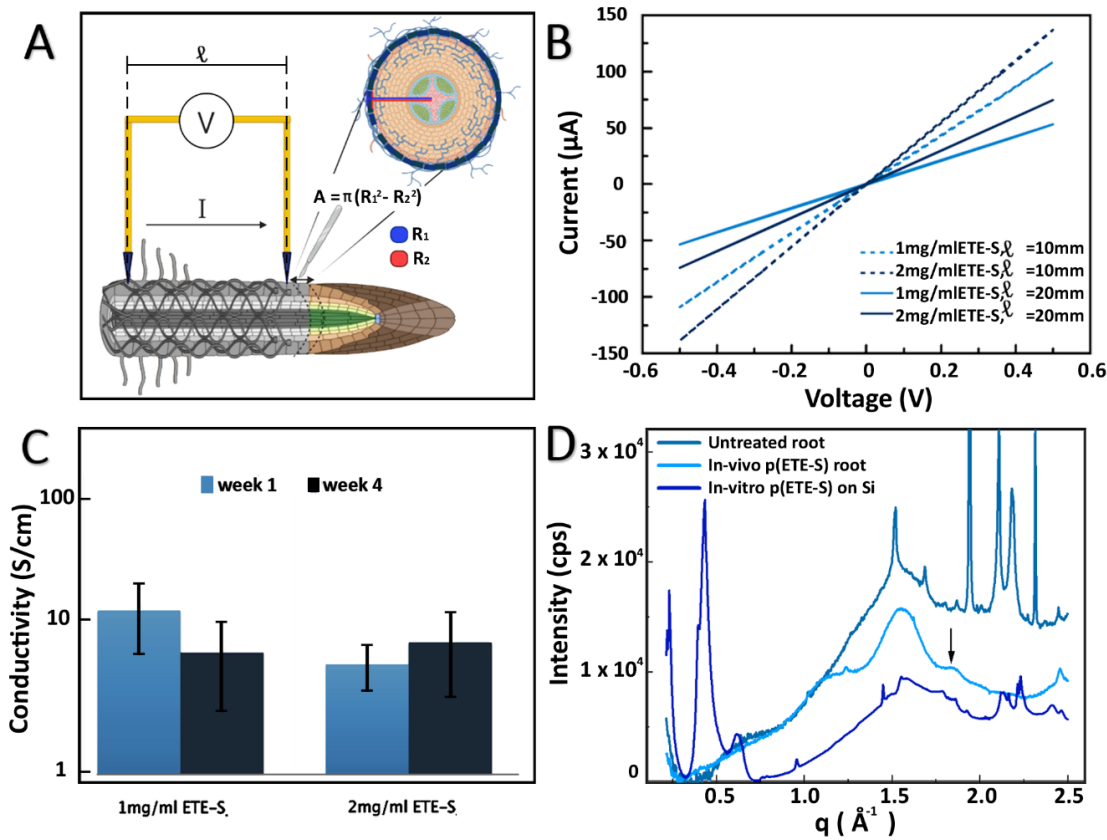 A
ℓ
V
I
A = π(R₁² - R₂²)
R₁
R₂
B
Current (µA)
150
100
50
0
-50
-100
-150
-0.6
-0.4
-0.2
0
0.2
0.4
0.6
Voltage (V)
1mg/mlETE-S,ℓ =10mm
2mg/mlETE-S,ℓ =10mm
1mg/mlETE-S,ℓ =20mm
2mg/mlETE-S,ℓ =20mm
C
Conductivity (S/cm)
100
10
1
week 1
week 4
1mg/ml ETE-S.
2mg/ml ETE-S
D
Intensity (cps)
3 x 10⁴
2 x 10⁴
1 x 10⁴
0
Untreated root
In-vivo p(ETE-S) root
In-vitro p(ETE-S) on Si
0.5
1.0
1.5
2.0
2.5
q ( Å⁻¹)